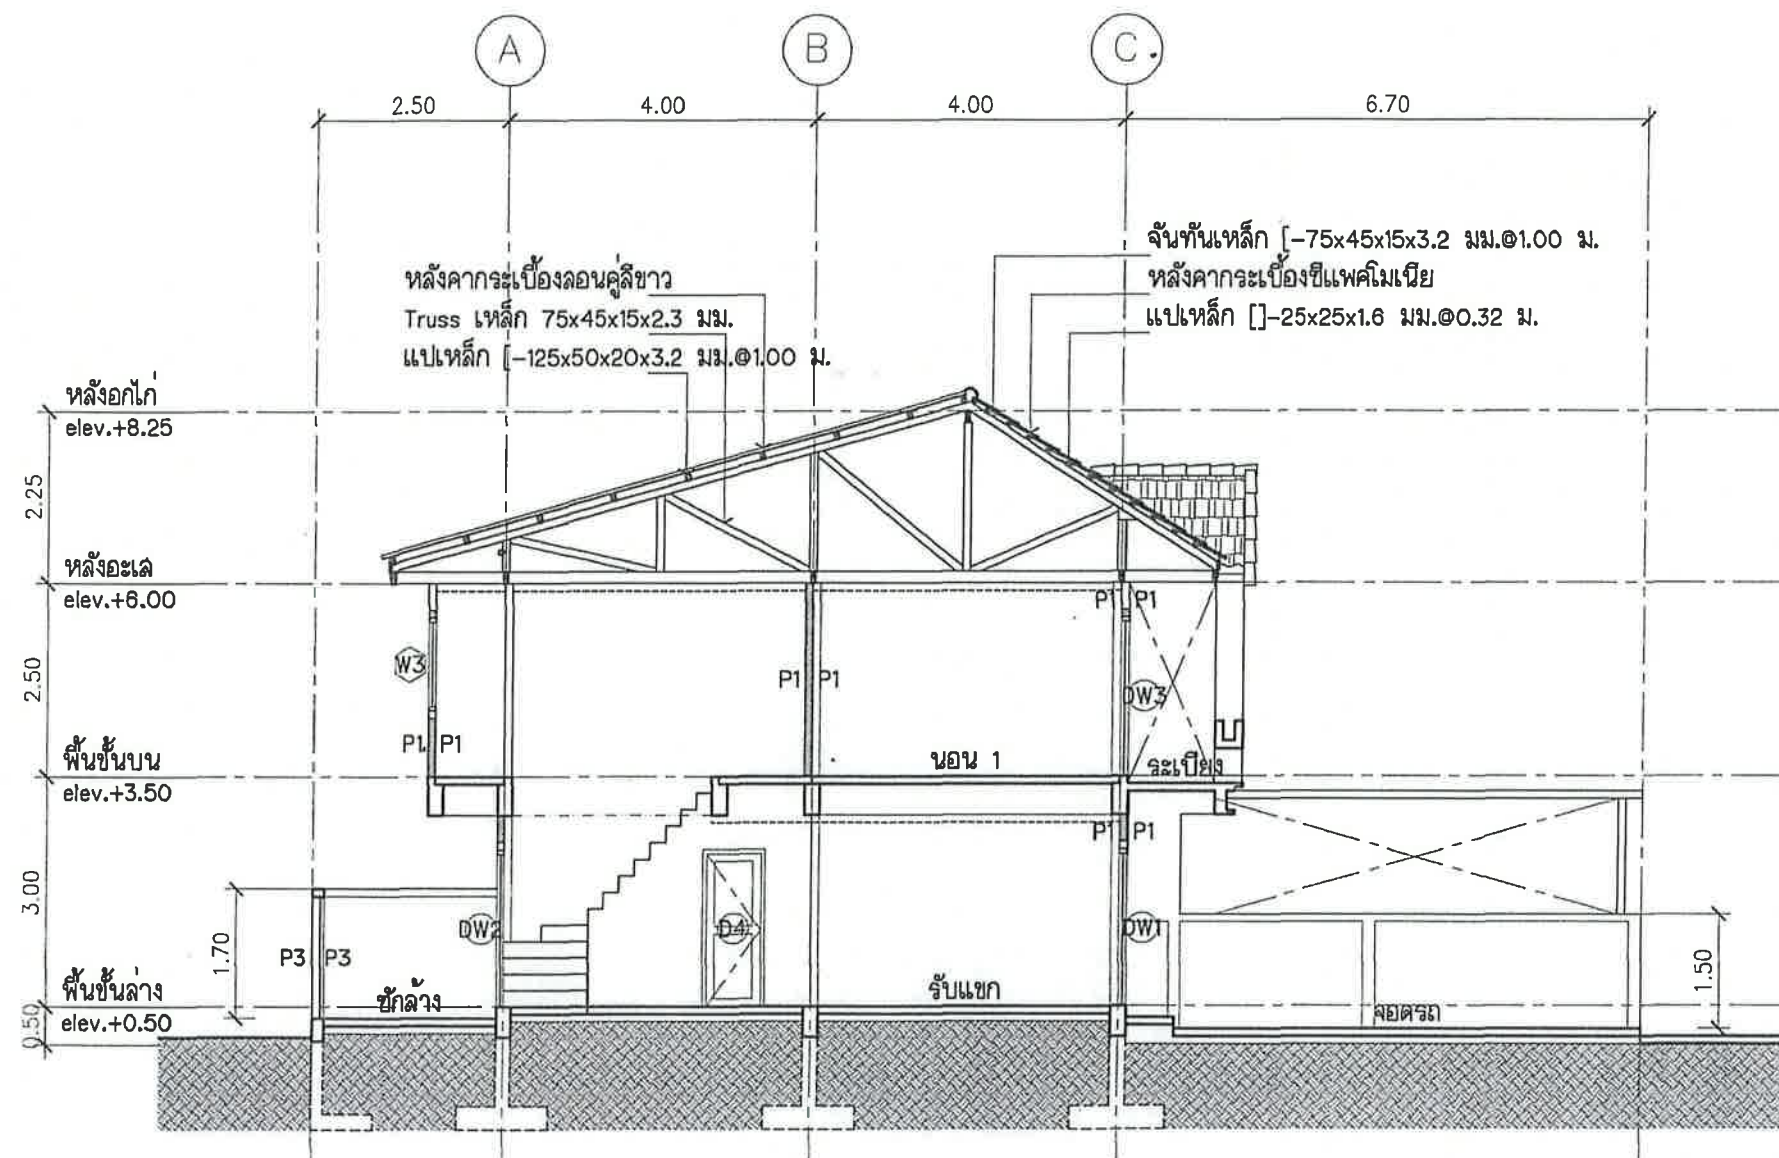 A
B
C
2.50
4.00
4.00
6.70
จันทันเหล็ก [-75x45x15x3.2 มม.@1.00 ม.
หลังคากระเบื้องซีแพคโมเนีย
แปเหล็ก []-25x25x1.6 มม.@0.32 ม.
หลังคากระเบื้องลอนคู่สีขาว
Truss เหล็ก 75x45x15x2.3 มม.
แปเหล็ก [-125x50x20x3.2 มม.@1.00 ม.
หลังอกไก่
elev.+8.25
2.25
หลังอะเส
elev.+6.00
P1
P1
2.50
W3
P1
P1
DW3
P1
P1
นอน 1
ระเบียง
พื้นชั้นบน
elev.+3.50
P1
P1
3.00
1.70
DW2
D4
DW1
P3
P3
1.50
พื้นชั้นล่าง
elev.+0.50
ซักล้าง
รับแขก
จอดรถ
0.50